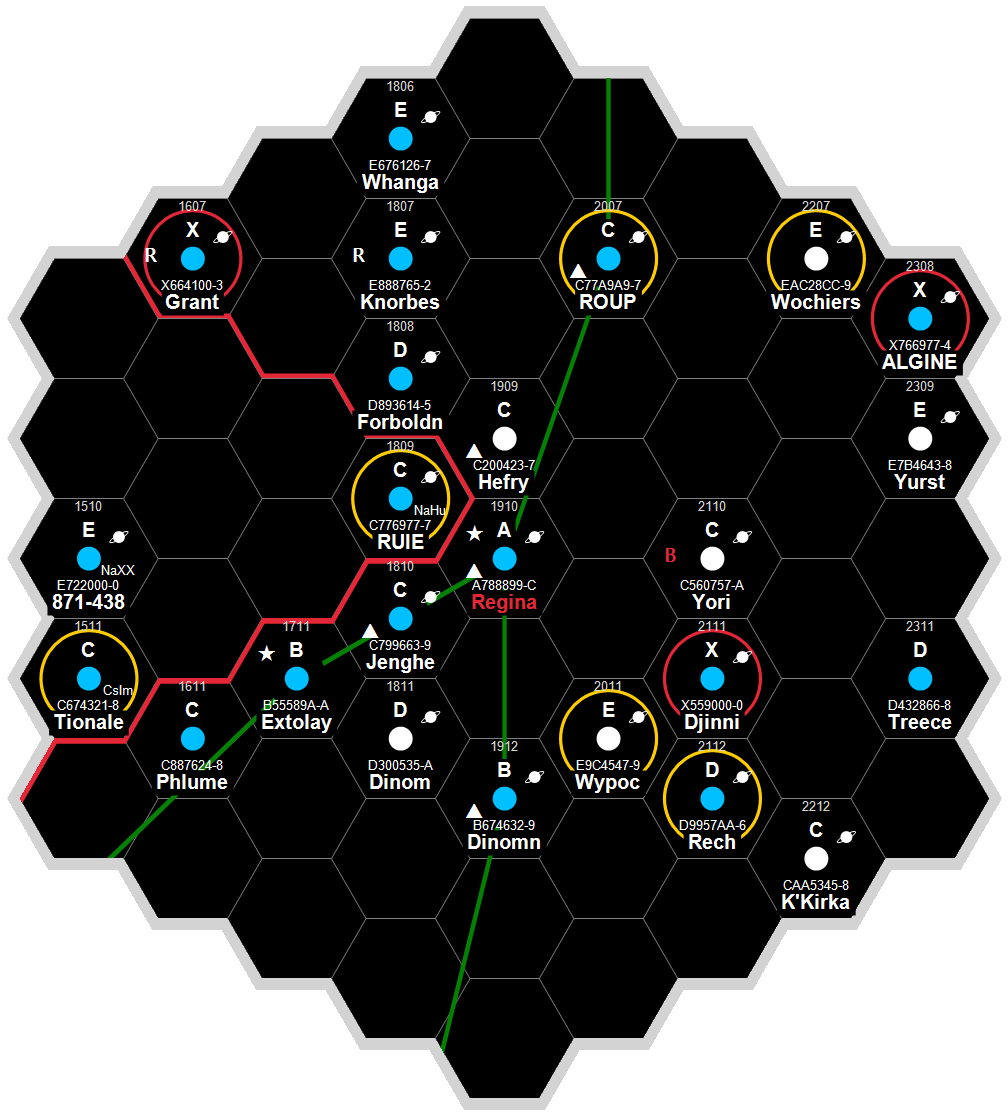 1806
E
E676126-7
Whanga
1607
X
R
X664100-3
Grant
1807
E
R
E888765-2
Knorbes
2007
C
C77A9A9-7
ROUP
2207
E
EAC28CC-9
Wochiers
2308
X
X766977-4
ALGINE
1808
D
D893614-5
Forboldn
1909
C
C200423-7
Hefry
2309
E
E7B4643-8
Yurst
1809
C
NaHu
C776977-7
RUIE
1510
E
NaXX
E722000-0
871-438
1910
A
A788899-C
Regina
2110
C
B
C560757-A
Yori
1810
C
C799663-9
Jenghe
1511
C
CsIm
C674321-8
Tionale
1711
B
B55589A-A
Extolay
2111
X
X559000-0
Djinni
2311
D
D432866-8
Treece
1611
C
C887624-8
Phlume
1811
D
D300535-A
Dinom
2011
E
E9C4547-9
Wypoc
1912
B
B674632-9
Dinomn
2112
D
D9957AA-6
Rech
2212
C
CAA5345-8
K'Kirka